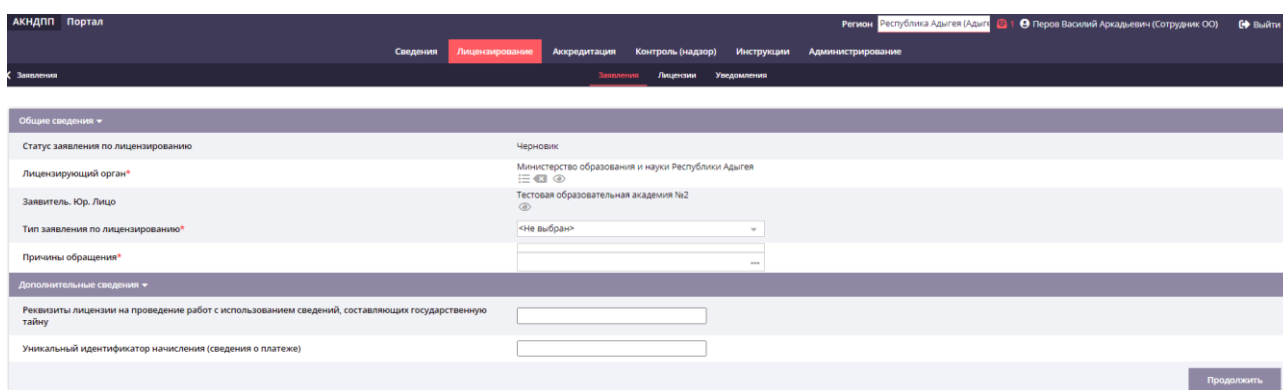 АКНДПП Портал Регион Республика Адыгея (Адыг 1 Перов Василий Аркадьевич (Сотрудник ОО) Выйти
Сведения Лицензирование Аккредитация Контроль (надзор) Инструкции Администрирование
Заявления Заявления Лицензии Уведомления
Общие сведения
Статус заявления по лицензированию Черновик
Лицензирующий орган* Министерство образования и науки Республики Адыгея
Заявитель. Юр. Лицо Тестовая образовательная академия №2
Тип заявления по лицензированию* <Не выбран>
Причины обращения* ...
Дополнительные сведения
Реквизиты лицензии на проведение работ с использованием сведений, составляющих государственную
тайну
Уникальный идентификатор начисления (сведения о платеже)
Продолжить